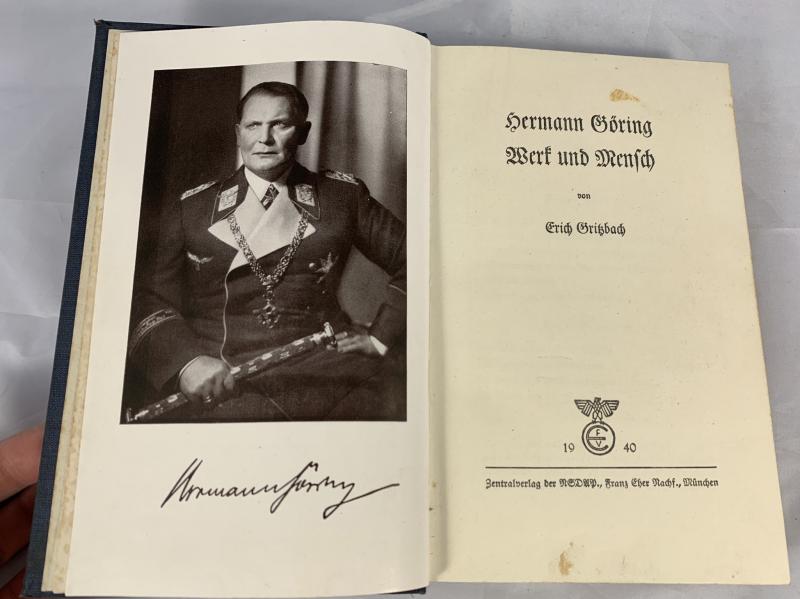 Hermann Göring
Hermann Göring
Werk und Mensch
von
Erich Gritzbach
E F V
19 40
Zentralverlag der NSDAP., Franz Eher Nachf., München